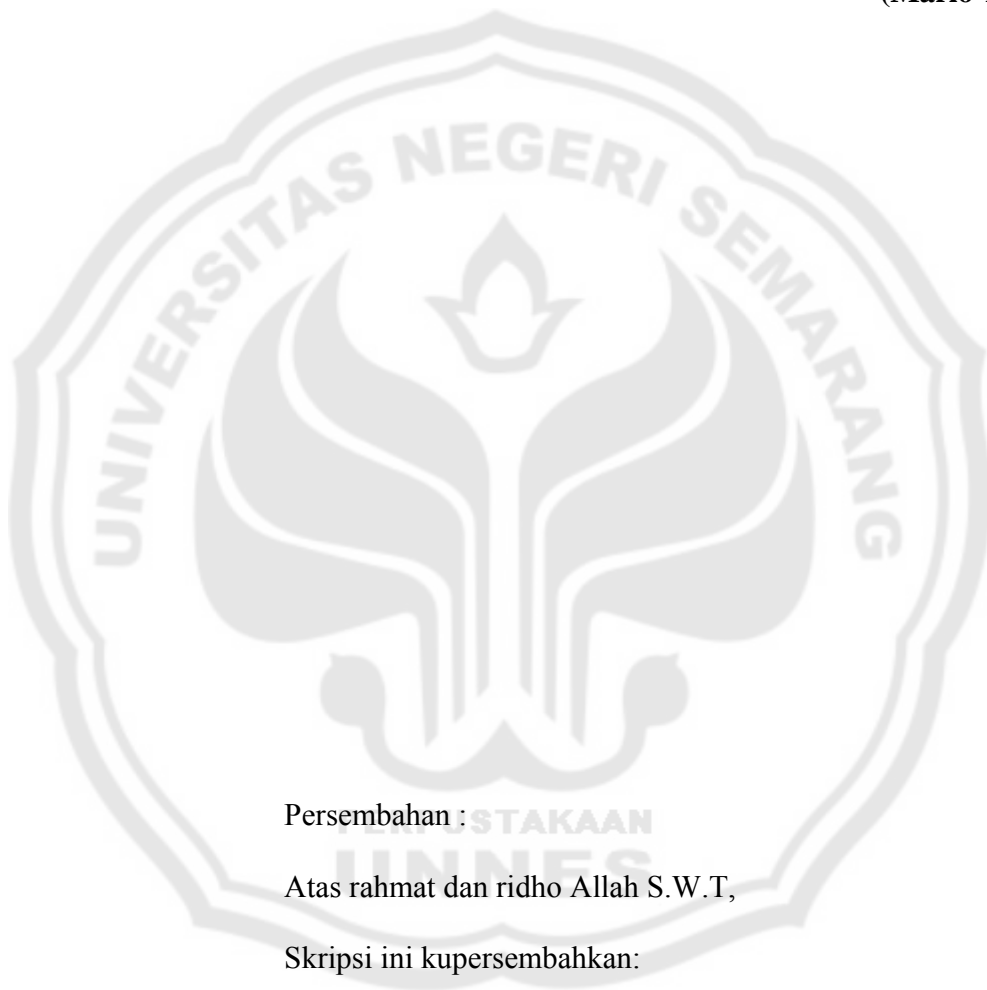 UNIVERSITAS NEGERI SEMARANG
Persembahan :
PERPUSTAKAAN
UNNES
Atas rahmat dan ridho Allah S.W.T,
Skripsi ini kupersembahkan: